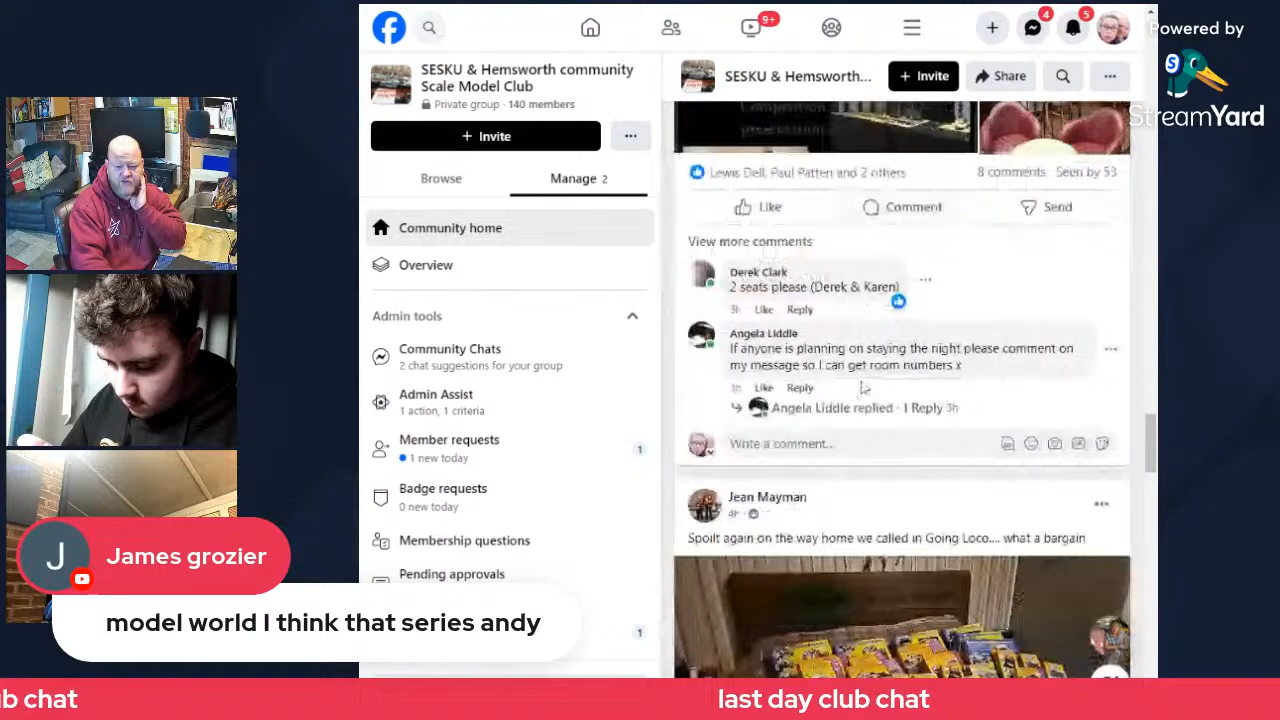 9+
4
5
Powered by
StreamYard
SESKU & Hemsworth community
Scale Model Club
Private group · 140 members
+ Invite
Browse
Manage 2
Community home
Overview
Admin tools
Community Chats
2 chat suggestions for your group
Admin Assist
1 action, 1 criteria
Member requests
1 new today
1
Badge requests
0 new today
Membership questions
Pending approvals
1
SESKU & Hemsworth...
+ Invite
Share
Lewis Dell, Paul Patten and 2 others
8 comments Seen by 53
Like
Comment
Send
View more comments
Derek Clark
2 seats please (Derek & Karen)
3h Like Reply
Angela Liddle
If anyone is planning on staying the night please comment on
my message so I can get room numbers x
Like Reply
Angela Liddle replied · 1 Reply 3h
Write a comment...
Jean Mayman
4h
Spoilt again on the way home we called in Going Loco.... what a bargain
J
James grozier
model world I think that series andy
ub chat
last day club chat